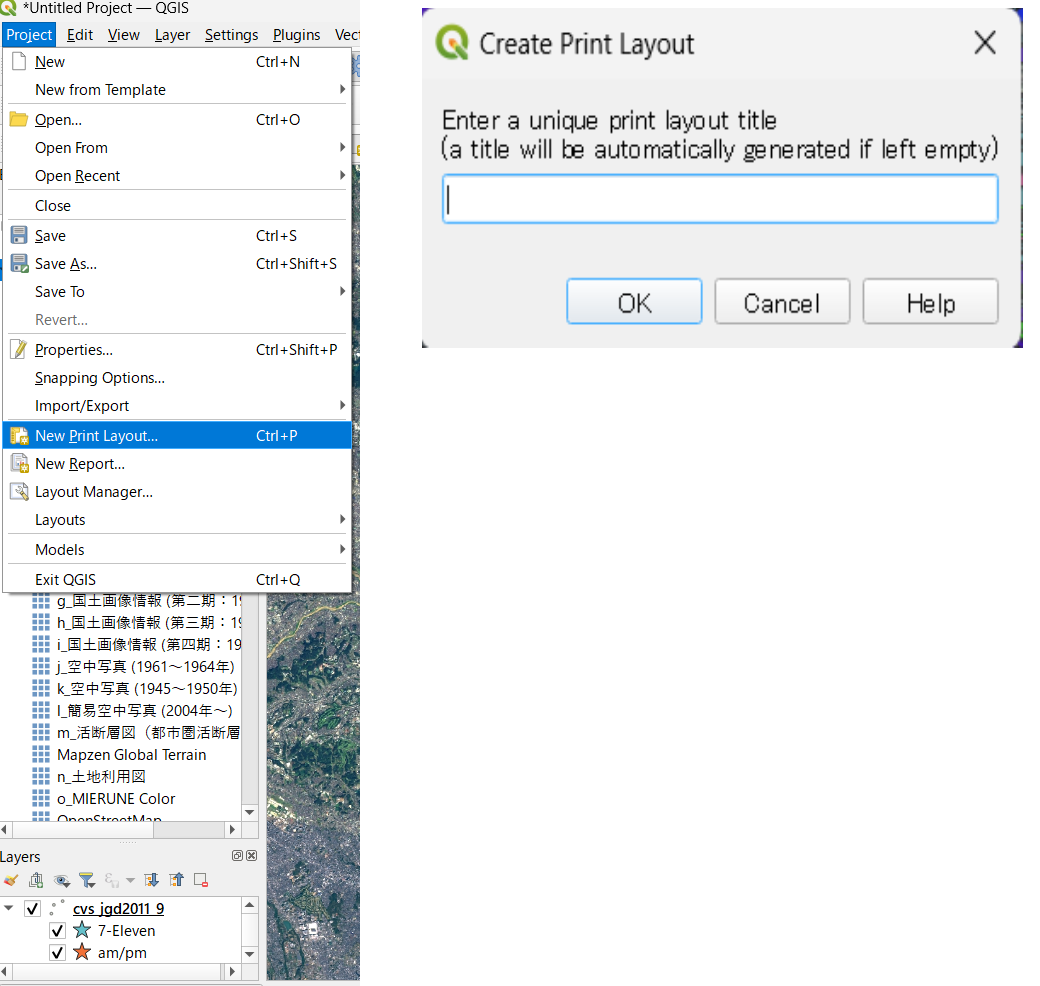 *Untitled Project — QGIS
Project Edit View Layer Settings Plugins Vect
New Ctrl+N
New from Template
Open... Ctrl+O
Open From
Open Recent
Close
Save Ctrl+S
Save As... Ctrl+Shift+S
Save To
Revert...
Properties... Ctrl+Shift+P
Snapping Options...
Import/Export
New Print Layout... Ctrl+P
New Report...
Layout Manager...
Layouts
Models
Exit QGIS Ctrl+Q
g_国土画像情報 (第二期：19
h_国土画像情報 (第三期：19
i_国土画像情報 (第四期：19
j_空中写真 (1961～1964年)
k_空中写真 (1945～1950年)
l_簡易空中写真 (2004年～)
m_活断層図（都市圏活断層
Mapzen Global Terrain
n_土地利用図
o_MIERUNE Color
OpenStreetMap
Layers
cvs_jgd2011_9
7-Eleven
am/pm
Create Print Layout
Enter a unique print layout title
(a title will be automatically generated if left empty)
OK Cancel Help